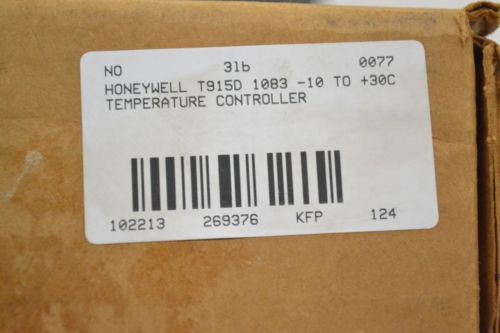 NO 3lb 0077
HONEYWELL T915D 1083 -10 TO +30C
TEMPERATURE CONTROLLER
102213 269376 KFP 124